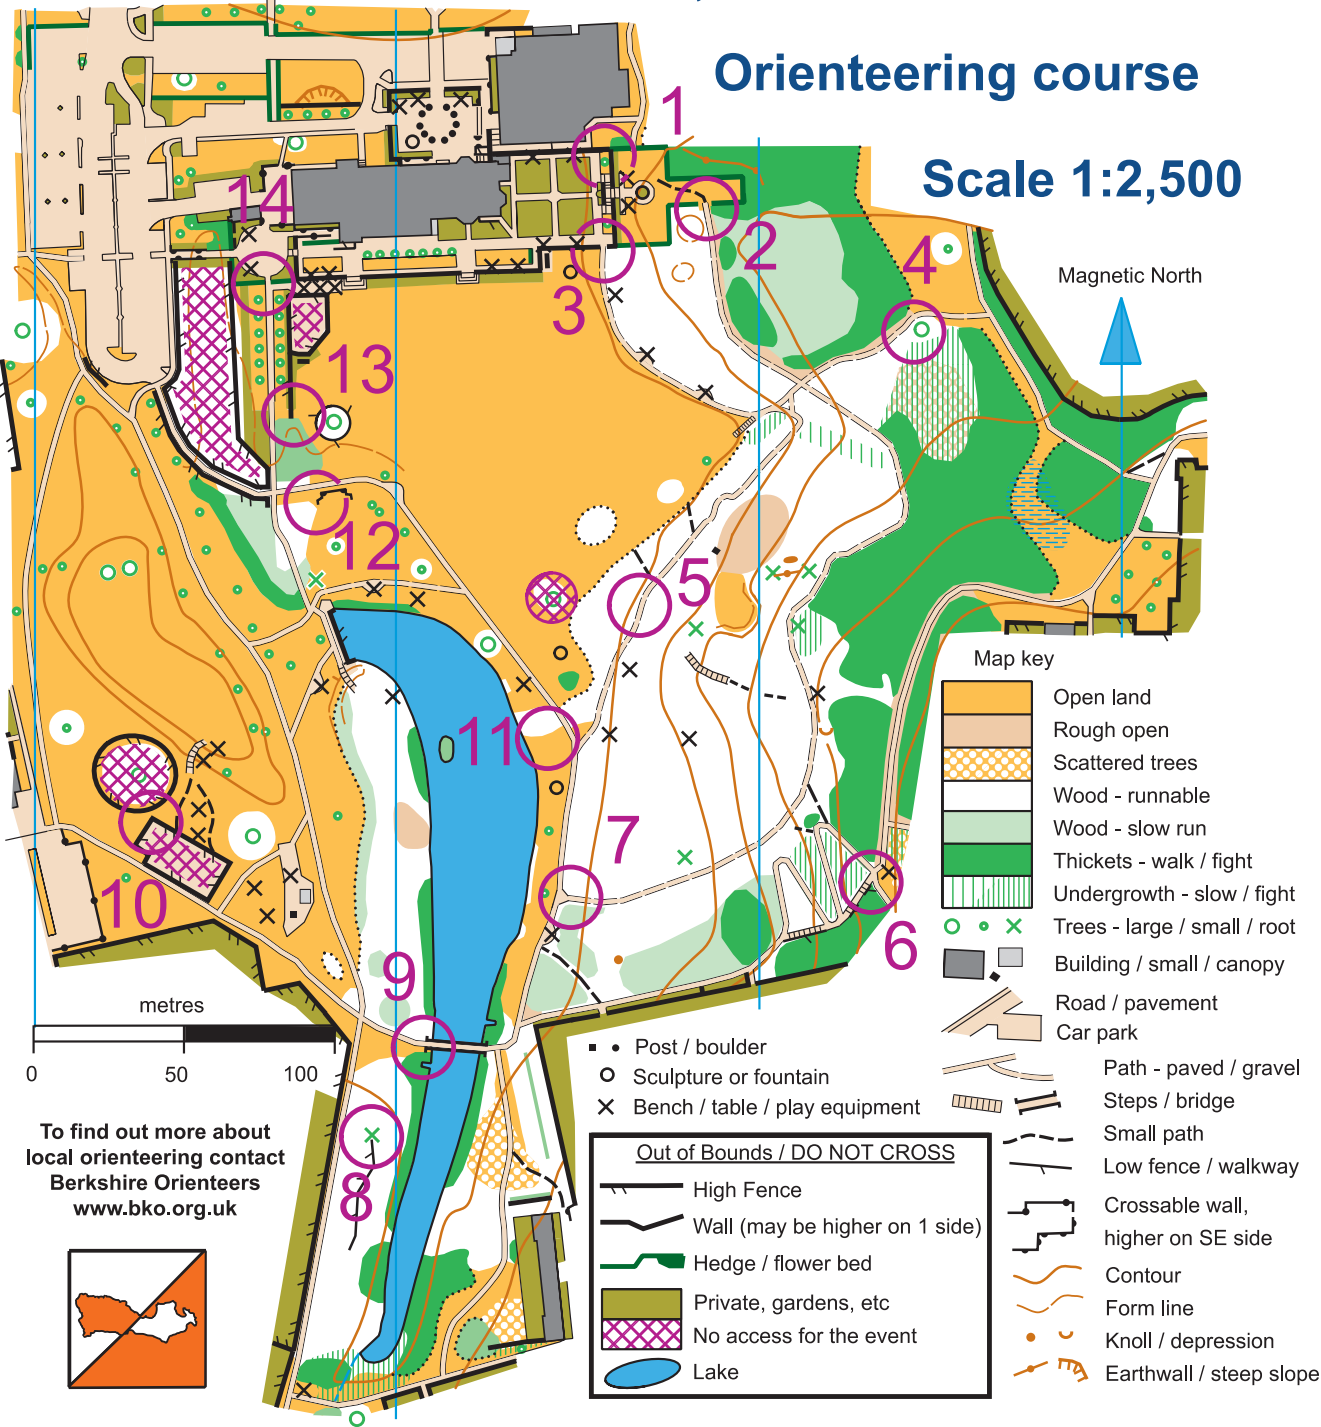 Orienteering course
Scale 1:2,500
Magnetic North
1
2
3
4
5
6
7
8
9
10
11
12
13
14
Map key
Open land
Rough open
Scattered trees
Wood - runnable
Wood - slow run
Thickets - walk / fight
Undergrowth - slow / fight
Trees - large / small / root
Building / small / canopy
Road / pavement
Car park
Path - paved / gravel
Steps / bridge
Small path
Low fence / walkway
Crossable wall,
higher on SE side
Contour
Form line
Knoll / depression
Earthwall / steep slope
Post / boulder
Sculpture or fountain
Bench / table / play equipment
Out of Bounds / DO NOT CROSS
High Fence
Wall (may be higher on 1 side)
Hedge / flower bed
Private, gardens, etc
No access for the event
Lake
metres
0 50 100
To find out more about
local orienteering contact
Berkshire Orienteers
www.bko.org.uk